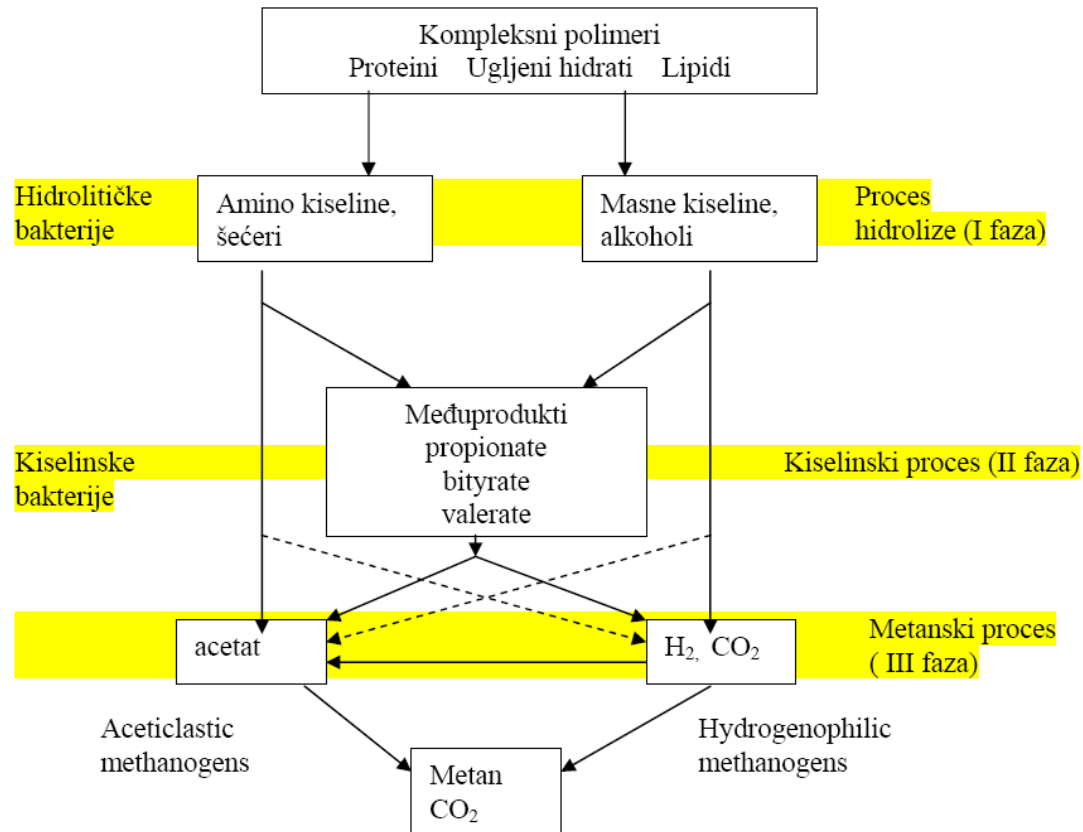 Kompleksni polimeri
Proteini Ugljeni hidrati Lipidi
Hidrolitičke
bakterije
Amino kiseline,
šećeri
Masne kiseline,
alkoholi
Proces
hidrolize (I faza)
Međuprodukti
propionate
bityrate
valerate
Kiselinske
bakterije
Kiselinski proces (II faza)
acetat
H₂, CO₂
Metanski proces
( III faza)
Aceticlastic
methanogens
Hydrogenophilic
methanogens
Metan
CO₂